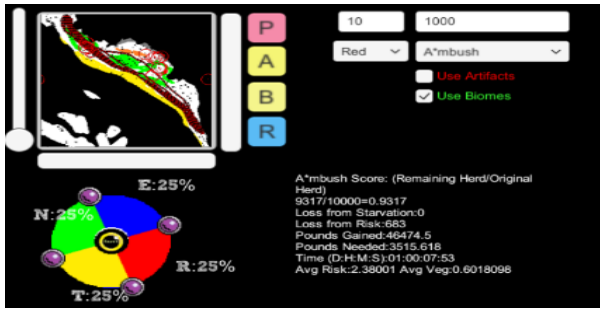 P
A
B
R
10 1000
Red A*mbush
Use Artifacts
Use Biomes
E:25%
N:25%
R:25%
T:25%
A*mbush Score: (Remaining Herd/Original
Herd)
9317/10000=0.9317
Loss from Starvation:0
Loss from Risk:683
Pounds Gained:46474.5
Pounds Needed:3515.618
Time (D:H:M:S):01:00:07:53
Avg Risk:2.38001 Avg Veg:0.6018098